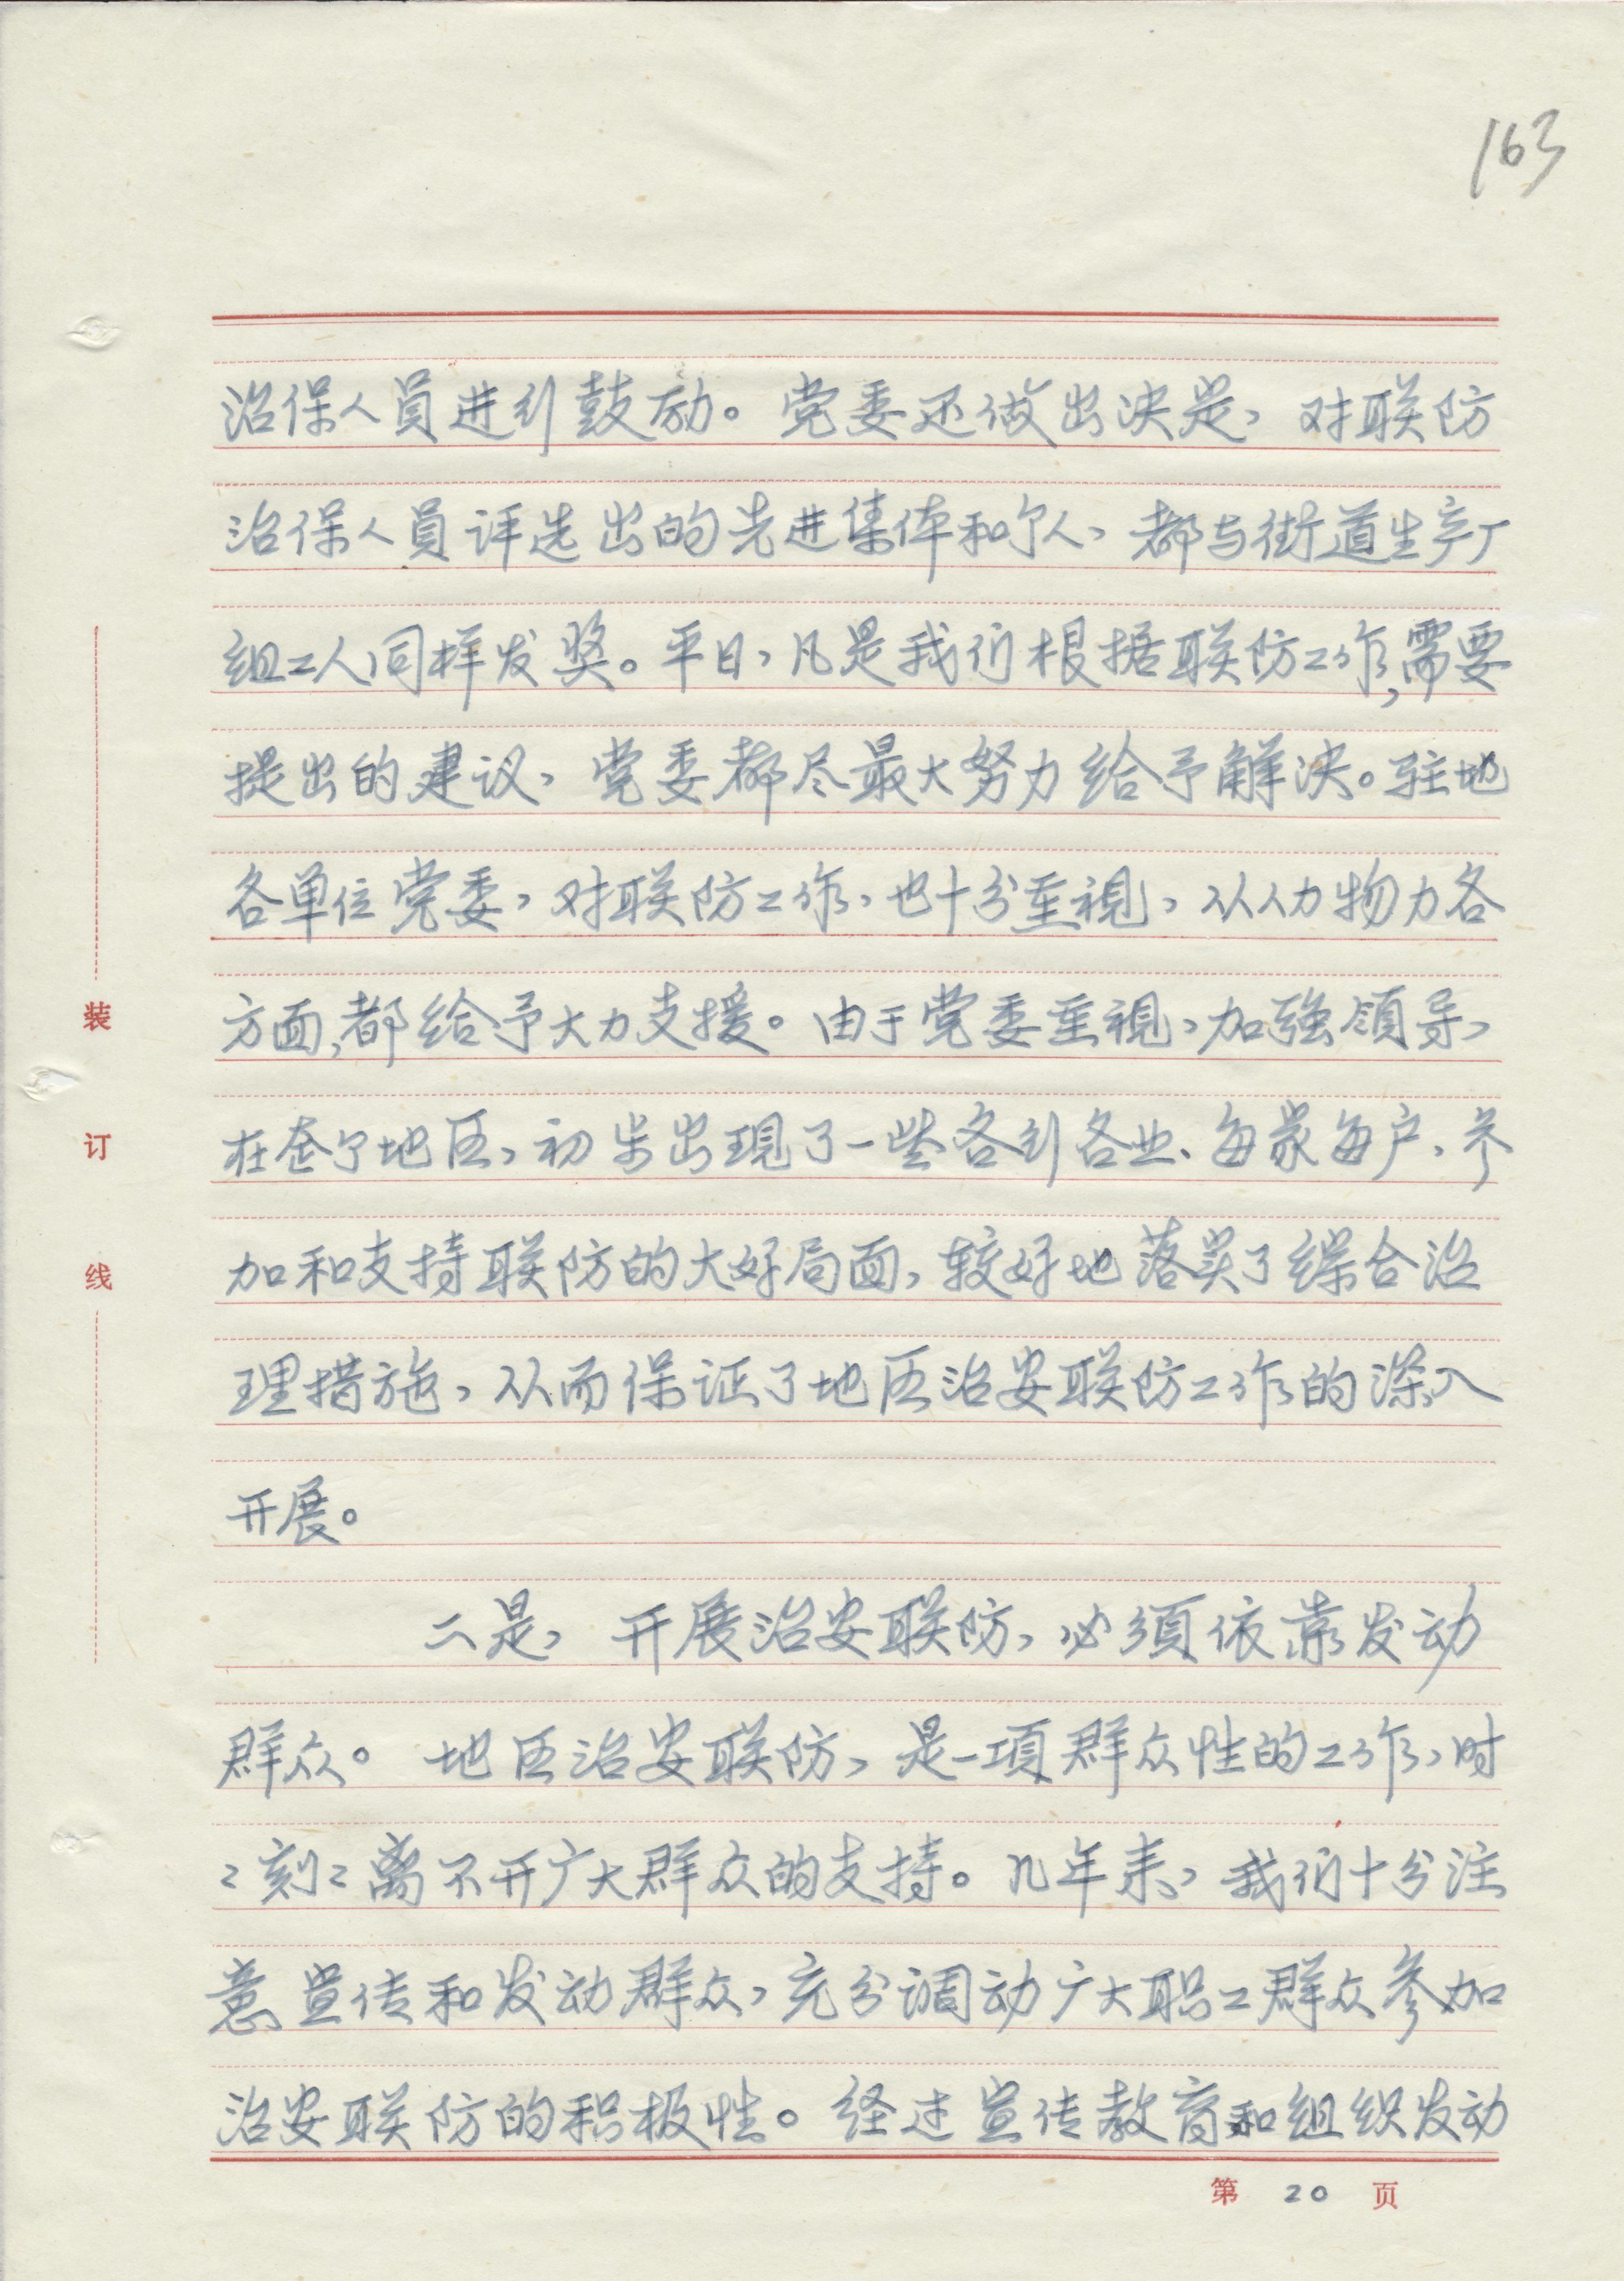 163
治保人员进行鼓励。党委还做出决定，对联防
治保人员评选出的先进集体和个人，都与街道生产厂
组工人同样发奖。平日，凡是我们根据联防工作，需要
提出的建议，党委都尽最大努力给予解决。驻地
各单位党委，对联防工作，也十分重視，从人力物力各
方面，都给予大力支援。由于党委重視，加强領导，
在奎个地区，初步出現了一些各行各业、每家每户、参
加和支持联防的大好局面，较好地落实了综合治
理措施，从而保证了地区治安联防工作的深入
开展。
二是，开展治安联防，必須依靠发动
群众。地区治安联防，是一項群众性的工作，时
々刻々离不开广大群众的支持。几年来，我们十分注
意宣传和发动群众，充分调动广大职工群众参加
治安联防的积极性。经过宣传教育和组织发动
装
订
线
第 20 页